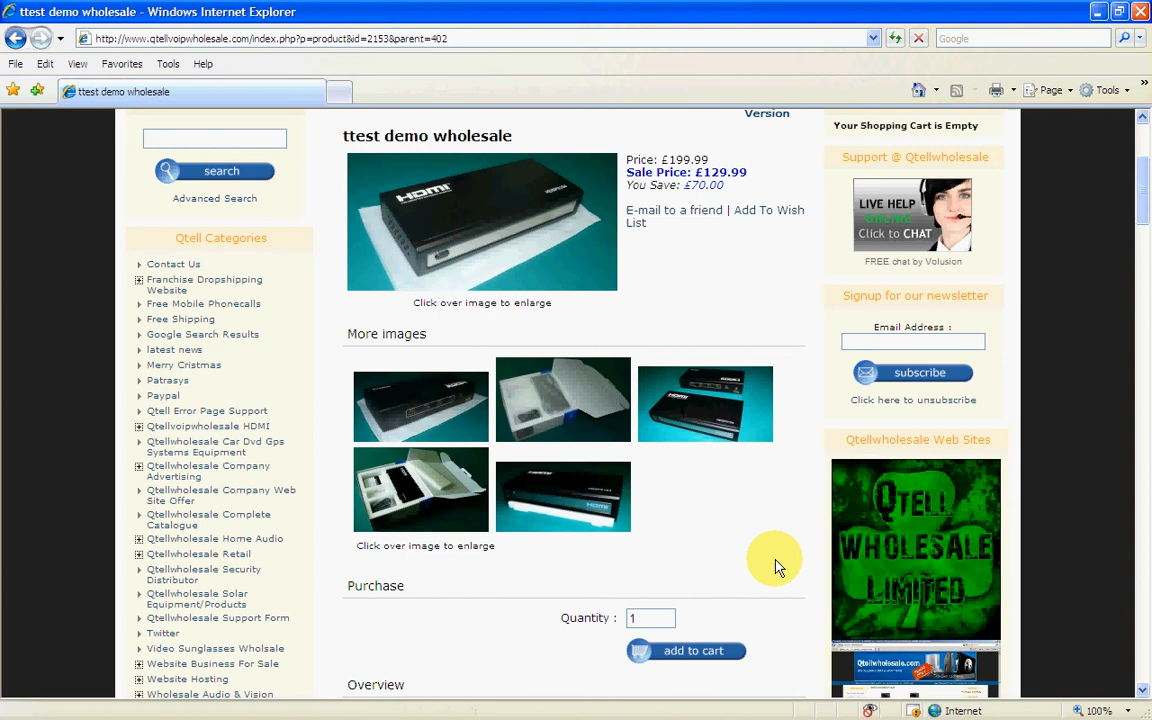 ttest demo wholesale - Windows Internet Explorer
http://www.qtellvoipwholesale.com/index.php?p=product&id=2153&parent=402
Google
File Edit View Favorites Tools Help
ttest demo wholesale
Page Tools
search
Advanced Search
Qtell Categories
Contact Us
Franchise Dropshipping
Website
Free Mobile Phonecalls
Free Shipping
Google Search Results
latest news
Merry Cristmas
Patrasys
Paypal
Qtell Error Page Support
Qtellvoipwholesale HDMI
Qtellwholesale Car Dvd Gps
Systems Equipment
Qtellwholesale Company
Advertising
Qtellwholesale Company Web
Site Offer
Qtellwholesale Complete
Catalogue
Qtellwholesale Home Audio
Qtellwholesale Retail
Qtellwholesale Security
Distributor
Qtellwholesale Solar
Equipment/Products
Qtellwholesale Support Form
Twitter
Video Sunglasses Wholsale
Website Business For Sale
Website Hosting
Wholesale Audio & Vision
Version
ttest demo wholesale
HDMI
Price: £199.99
Sale Price: £129.99
You Save: £70.00
E-mail to a friend | Add To Wish
List
Click over image to enlarge
More images
HDMI
HDMI
Click over image to enlarge
Purchase
Quantity : 1
add to cart
Overview
Your Shopping Cart is Empty
Support @ Qtellwholesale
LIVE HELP
ONLINE
Click to CHAT
FREE chat by Volusion
Signup for our newsletter
Email Address :
subscribe
Click here to unsubscribe
Qtellwholesale Web Sites
QTELL
WHOLESALE
LIMITED
Qtellwholesale.com
Internet
100%